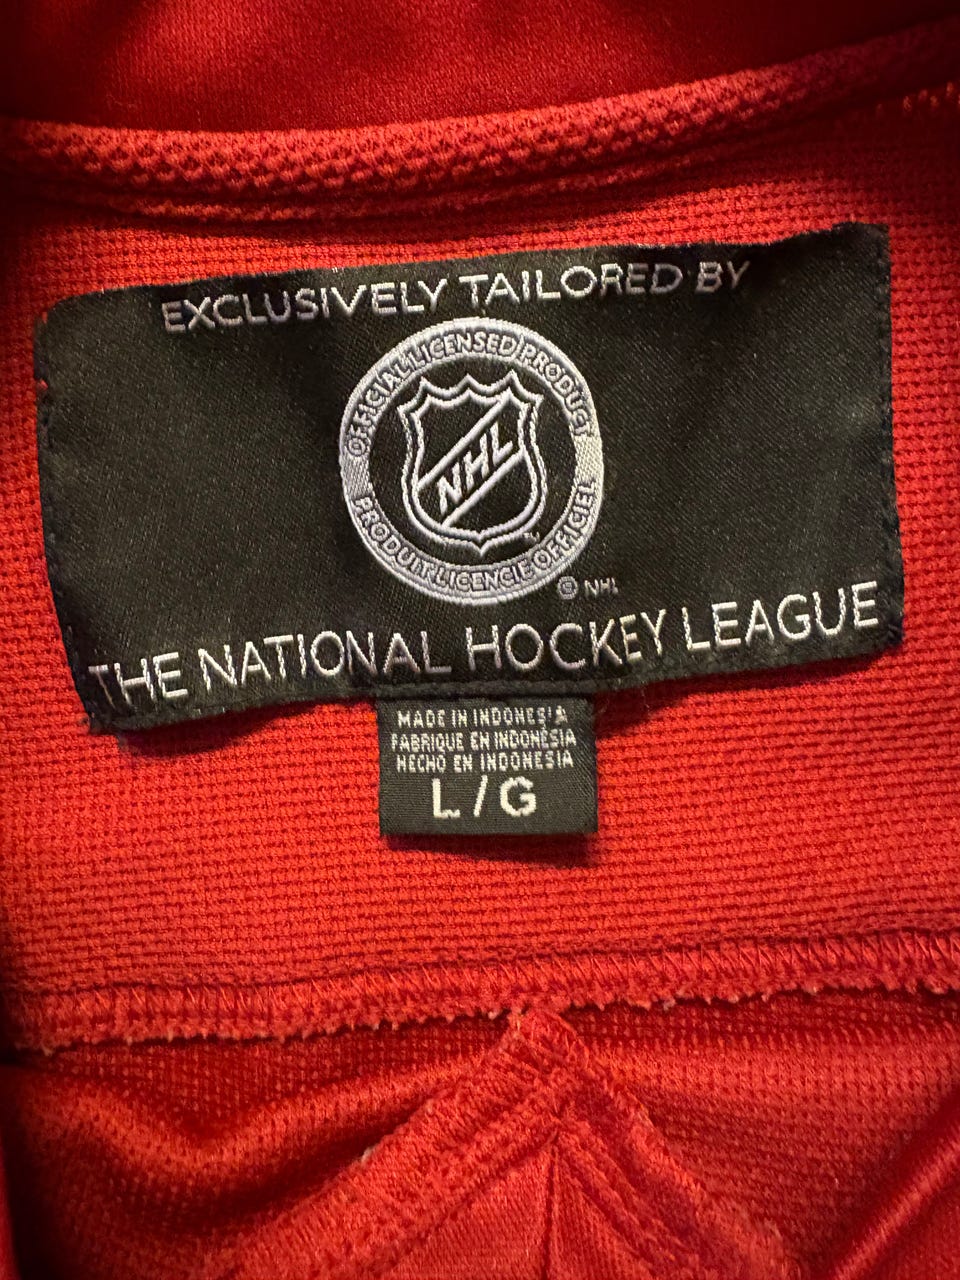 EXCLUSIVELY TAILORED BY
OFFICIAL LICENSED PRODUCT
NHL
PRODUIT LICENCIE OFFICIEL
© NHL
THE NATIONAL HOCKEY LEAGUE
MADE IN INDONESIA
FABRIQUE EN INDONÉSIA
HECHO EN INDONESIA
L / G